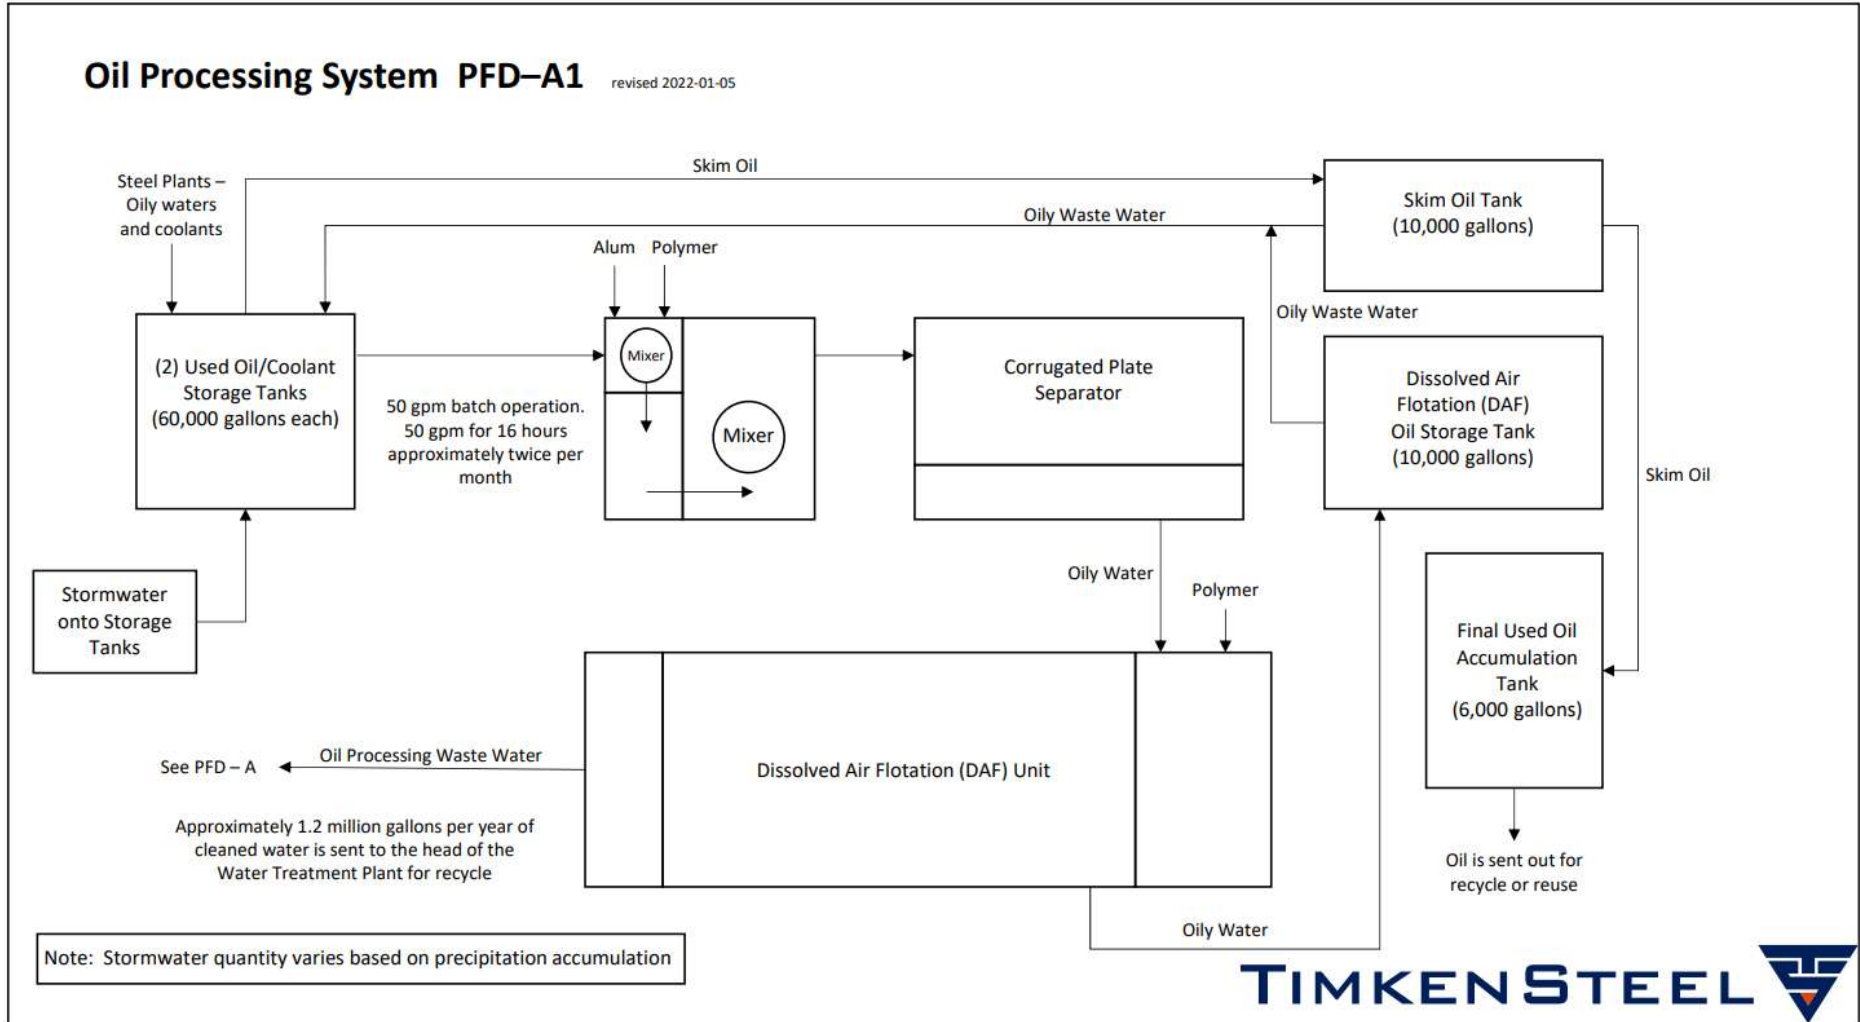 Oil Processing System PFD–A1 revised 2022-01-05
Skim Oil
Steel Plants –
Oily waters
and coolants
Oily Waste Water
Skim Oil Tank
(10,000 gallons)
Alum Polymer
Oily Waste Water
(2) Used Oil/Coolant
Storage Tanks
(60,000 gallons each)
50 gpm batch operation.
50 gpm for 16 hours
approximately twice per
month
Mixer
Mixer
Corrugated Plate
Separator
Dissolved Air
Flotation (DAF)
Oil Storage Tank
(10,000 gallons)
Skim Oil
Stormwater
onto Storage
Tanks
Oily Water
Polymer
Final Used Oil
Accumulation
Tank
(6,000 gallons)
See PFD – A
Oil Processing Waste Water
Dissolved Air Flotation (DAF) Unit
Approximately 1.2 million gallons per year of
cleaned water is sent to the head of the
Water Treatment Plant for recycle
Oil is sent out for
recycle or reuse
Oily Water
Note: Stormwater quantity varies based on precipitation accumulation
TIMKENSTEEL